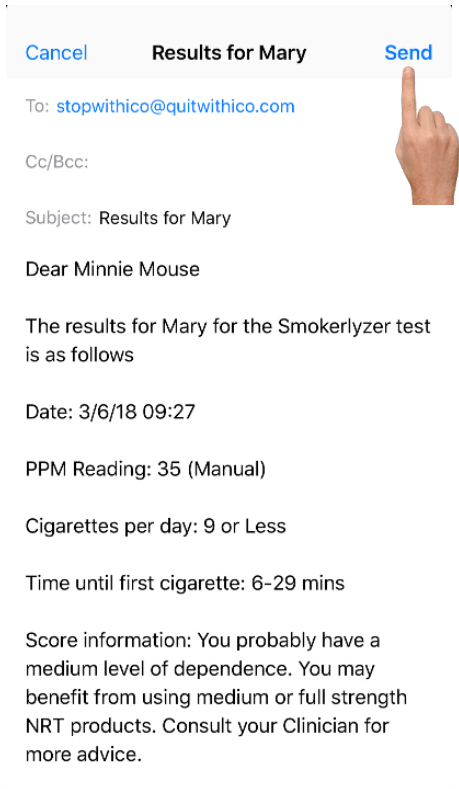 Cancel Results for Mary Send
To: stopwithico@quitwithico.com
Cc/Bcc:
Subject: Results for Mary
Dear Minnie Mouse
The results for Mary for the Smokerlyzer test
is as follows
Date: 3/6/18 09:27
PPM Reading: 35 (Manual)
Cigarettes per day: 9 or Less
Time until first cigarette: 6-29 mins
Score information: You probably have a
medium level of dependence. You may
benefit from using medium or full strength
NRT products. Consult your Clinician for
more advice.